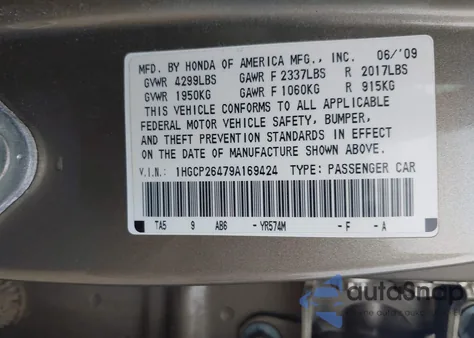 MFD. BY HONDA OF AMERICA MFG., INC. 06/'09
GVWR 4299LBS GAWR F 2337LBS R 2017LBS
GVWR 1950KG GAWR F 1060KG R 915KG
THIS VEHICLE CONFORMS TO ALL APPLICABLE
FEDERAL MOTOR VEHICLE SAFETY, BUMPER,
AND THEFT PREVENTION STANDARDS IN EFFECT
ON THE DATE OF MANUFACTURE SHOWN ABOVE.
V.I.N.: 1HGCP26479A169424 TYPE: PASSENGER CAR
TA5 9 AB6 -YR574M -F -A
autoSnap